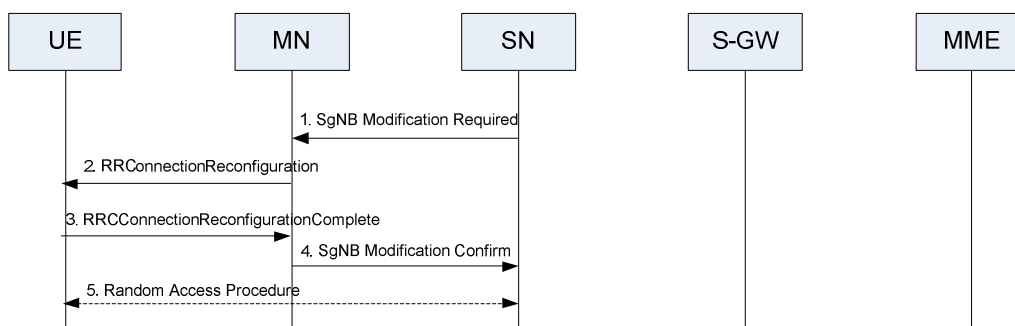 UE
MN
SN
S-GW
MME
1. SgNB Modification Required
2. RRConnectionReconfiguration
3. RRCConnectionReconfigurationComplete
4. SgNB Modification Confirm
5. Random Access Procedure